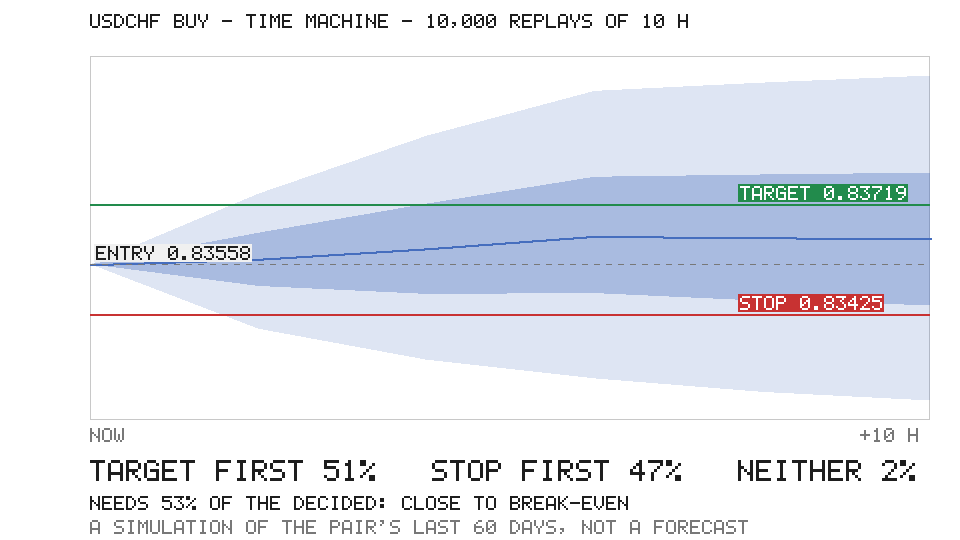 USDCHF BUY - TIME MACHINE - 10,000 REPLAYS OF 10 H
TARGET 0.83719
ENTRY 0.83558
STOP 0.83425
NOW +10 H
TARGET FIRST 51% STOP FIRST 47% NEITHER 2%
NEEDS 53% OF THE DECIDED: CLOSE TO BREAK-EVEN
A SIMULATION OF THE PAIR'S LAST 60 DAYS, NOT A FORECAST